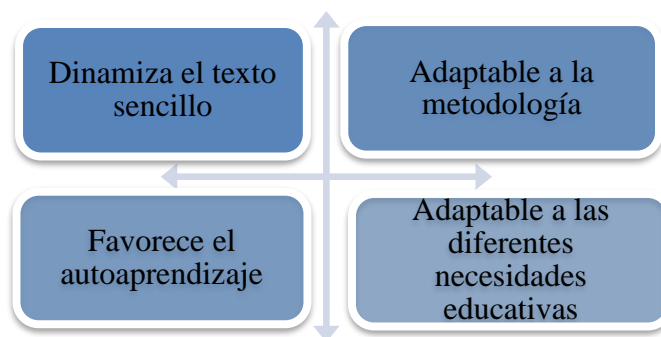 Dinamiza el texto
sencillo
Adaptable a la
metodología
Favorece el
autoaprendizaje
Adaptable a las
diferentes
necesidades
educativas